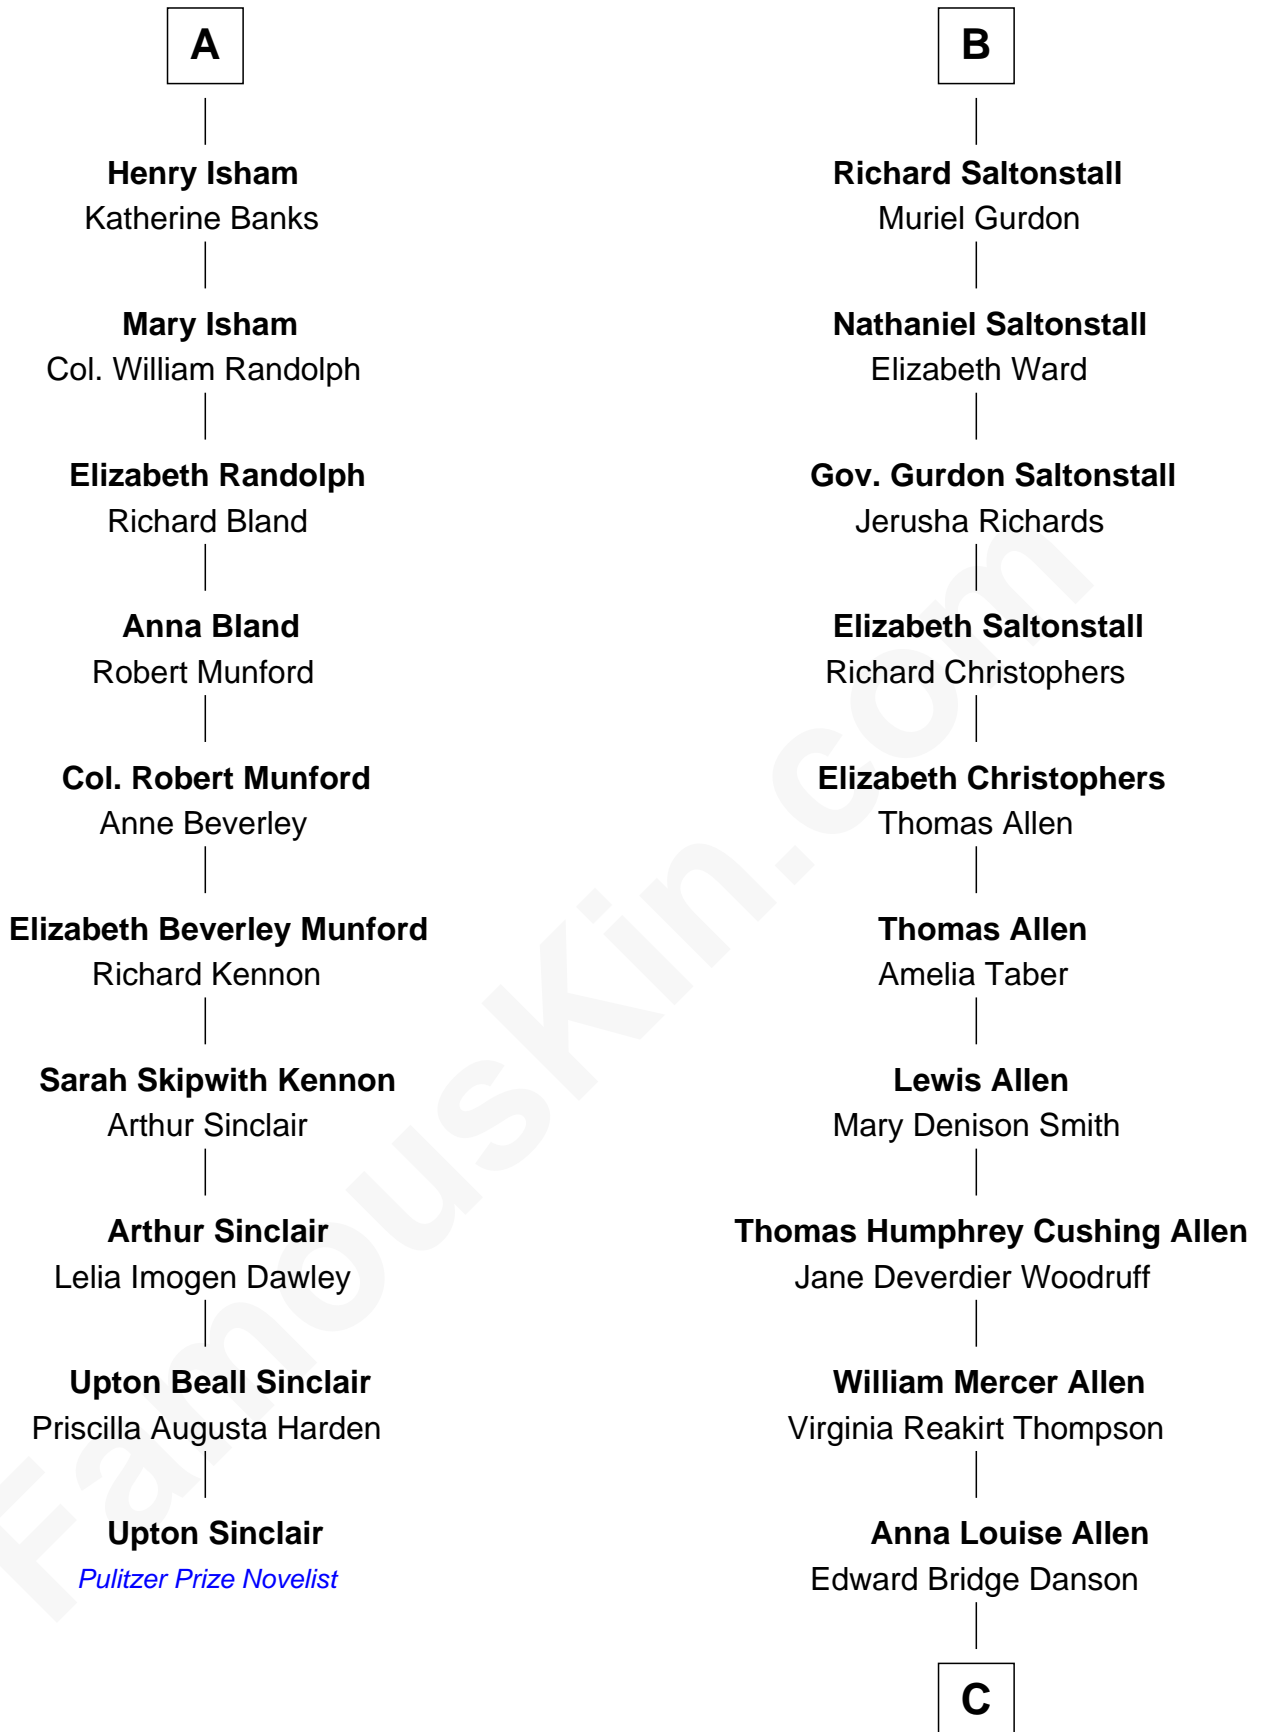 A
Henry Isham
Katherine Banks
Mary Isham
Col. William Randolph
Elizabeth Randolph
Richard Bland
Anna Bland
Robert Munford
Col. Robert Munford
Anne Beverley
Elizabeth Beverley Munford
Richard Kennon
Sarah Skipwith Kennon
Arthur Sinclair
Arthur Sinclair
Lelia Imogen Dawley
Upton Beall Sinclair
Priscilla Augusta Harden
Upton Sinclair
Pulitzer Prize Novelist
B
Richard Saltonstall
Muriel Gurdon
Nathaniel Saltonstall
Elizabeth Ward
Gov. Gurdon Saltonstall
Jerusha Richards
Elizabeth Saltonstall
Richard Christophers
Elizabeth Christophers
Thomas Allen
Thomas Allen
Amelia Taber
Lewis Allen
Mary Denison Smith
Thomas Humphrey Cushing Allen
Jane Deverdier Woodruff
William Mercer Allen
Virginia Reakirt Thompson
Anna Louise Allen
Edward Bridge Danson
C
FamousKin.com